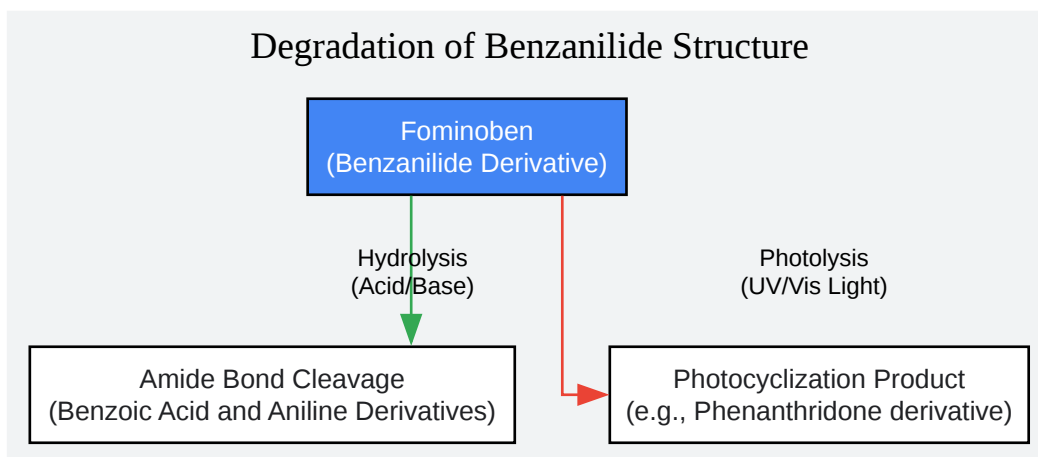 Degradation of Benzanilide Structure
Fominoben
(Benzanilide Derivative)
Hydrolysis
(Acid/Base)
Photolysis
(UV/Vis Light)
Amide Bond Cleavage
(Benzoic Acid and Aniline Derivatives)
Photocyclization Product
(e.g., Phenanthridone derivative)